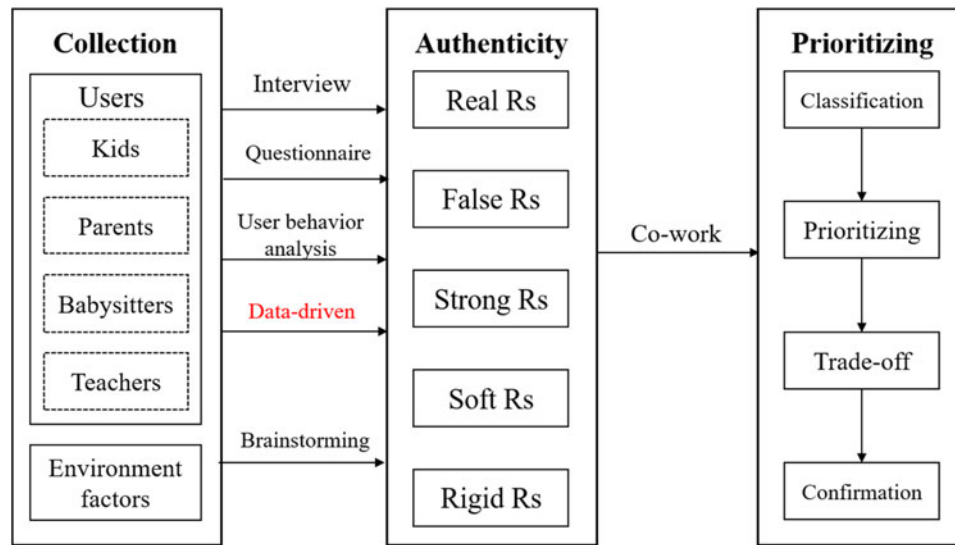 Collection
Users
Kids
Parents
Babysitters
Teachers
Environment
factors
Interview
Questionnaire
User behavior
analysis
Data-driven
Brainstorming
Authenticity
Real Rs
False Rs
Strong Rs
Soft Rs
Rigid Rs
Co-work
Prioritizing
Classification
Prioritizing
Trade-off
Confirmation